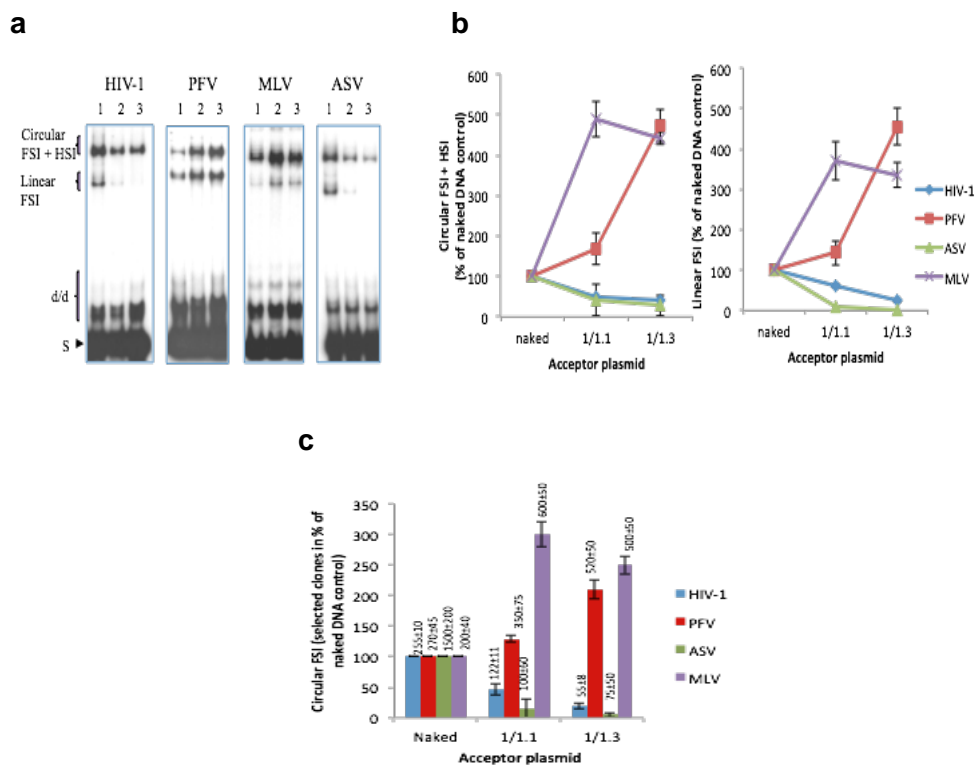 a
HIV-1 PFV MLV ASV
1 2 3 1 2 3 1 2 3 1 2 3
Circular
FSI + HSI
Linear
FSI
d/d
S
b
Circular FSI + HSI
(% of naked DNA control)
600
500
400
300
200
100
0
naked 1/1.1 1/1.3
Acceptor plasmid
Linear FSI (% of naked DNA control)
600
500
400
300
200
100
0
naked 1/1.1 1/1.3
Acceptor plasmid
HIV-1
PFV
ASV
MLV
c
Circular FSI (selected clones in % of
naked DNA control)
350
300
250
200
150
100
50
0
255±10
270±45
1500±200
200±40
122±11
350±75
100±60
600±50
55±8
520±50
75±50
500±50
Naked 1/1.1 1/1.3
Acceptor plasmid
HIV-1
PFV
ASV
MLV